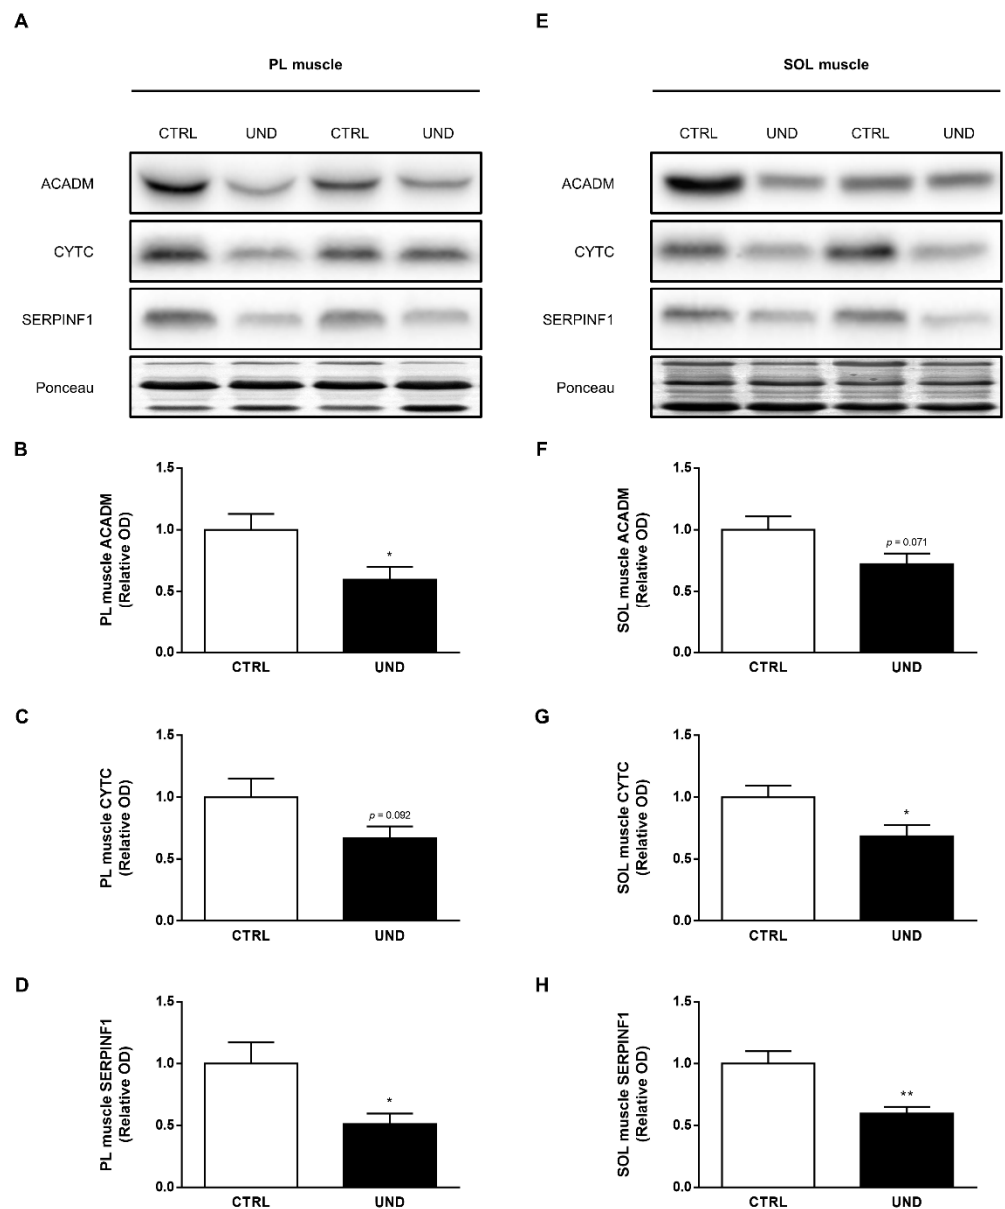 A
PL muscle
CTRL UND CTRL UND
ACADM
CYTC
SERPINF1
Ponceau
B
PL muscle ACADM
(Relative OD)
1.5
1.0
0.5
0.0
*
CTRL UND
C
PL muscle CYTC
(Relative OD)
1.5
1.0
0.5
0.0
p = 0.092
CTRL UND
D
PL muscle SERPINF1
(Relative OD)
1.5
1.0
0.5
0.0
*
CTRL UND
E
SOL muscle
CTRL UND CTRL UND
ACADM
CYTC
SERPINF1
Ponceau
F
SOL muscle ACADM
(Relative OD)
1.5
1.0
0.5
0.0
p = 0.071
CTRL UND
G
SOL muscle CYTC
(Relative OD)
1.5
1.0
0.5
0.0
*
CTRL UND
H
SOL muscle SERPINF1
(Relative OD)
1.5
1.0
0.5
0.0
**
CTRL UND